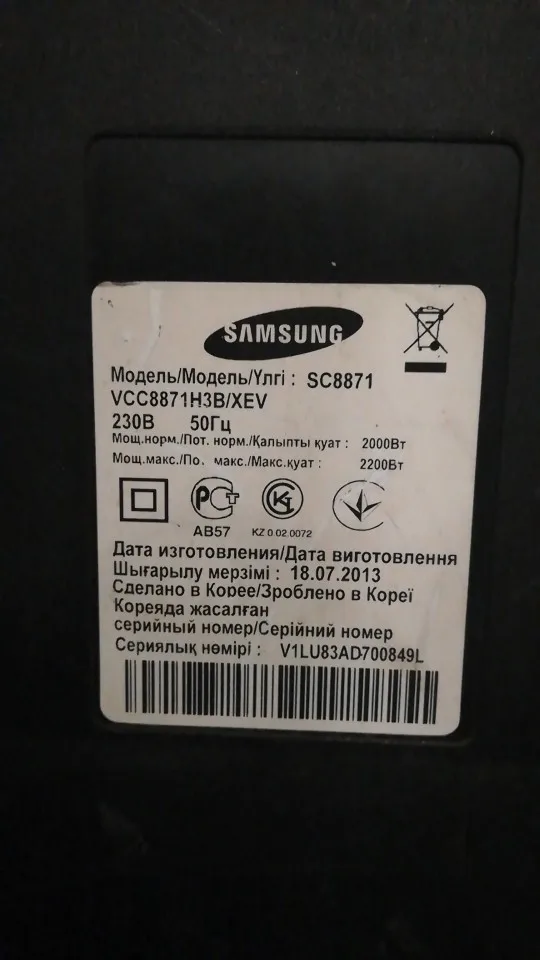 SAMSUNG
Модель/Модель/Үлгі : SC8871
VCC8871H3B/XEV
230В 50Гц
Мощ.норм./Пот. норм./Қалыпты қуат : 2000Вт
Мощ.макс./По. макс./Макс.қуат : 2200Вт
РСТ
АВ57 KZ 0 02.0072
Дата изготовления/Дата виготовлення
Шығарылу мерзімі : 18.07.2013
Сделано в Корее/Зроблено в Кореї
Кореяда жасалған
серийный номер/Серійний номер
Сериялық нөмірі : V1LU83AD700849L